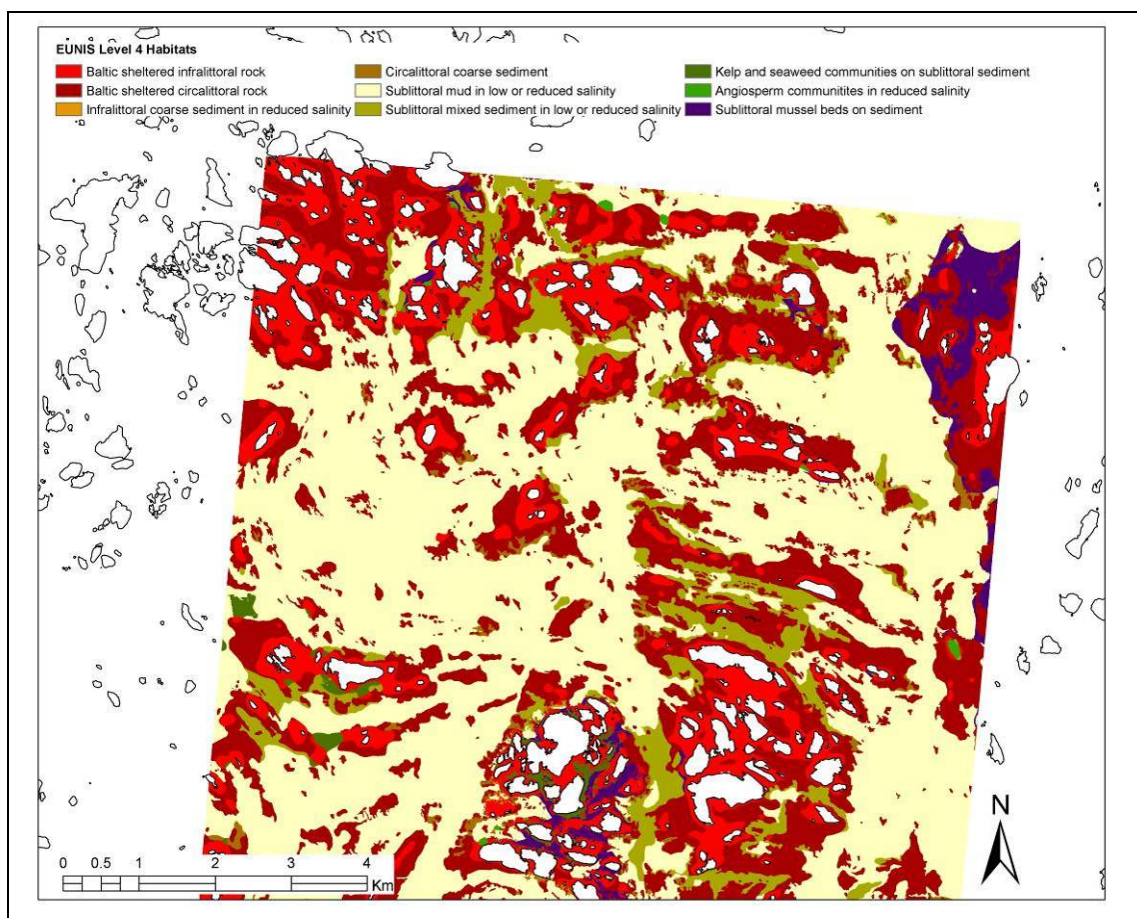 EUNIS Level 4 Habitats
Baltic sheltered infralittoral rock
Baltic sheltered circalittoral rock
Infralittoral coarse sediment in reduced salinity
Circalittoral coarse sediment
Sublittoral mud in low or reduced salinity
Sublittoral mixed sediment in low or reduced salinity
Kelp and seaweed communities on sublittoral sediment
Angiosperm communitites in reduced salinity
Sublittoral mussel beds on sediment
N
0 0.5 1 2 3 4
Km